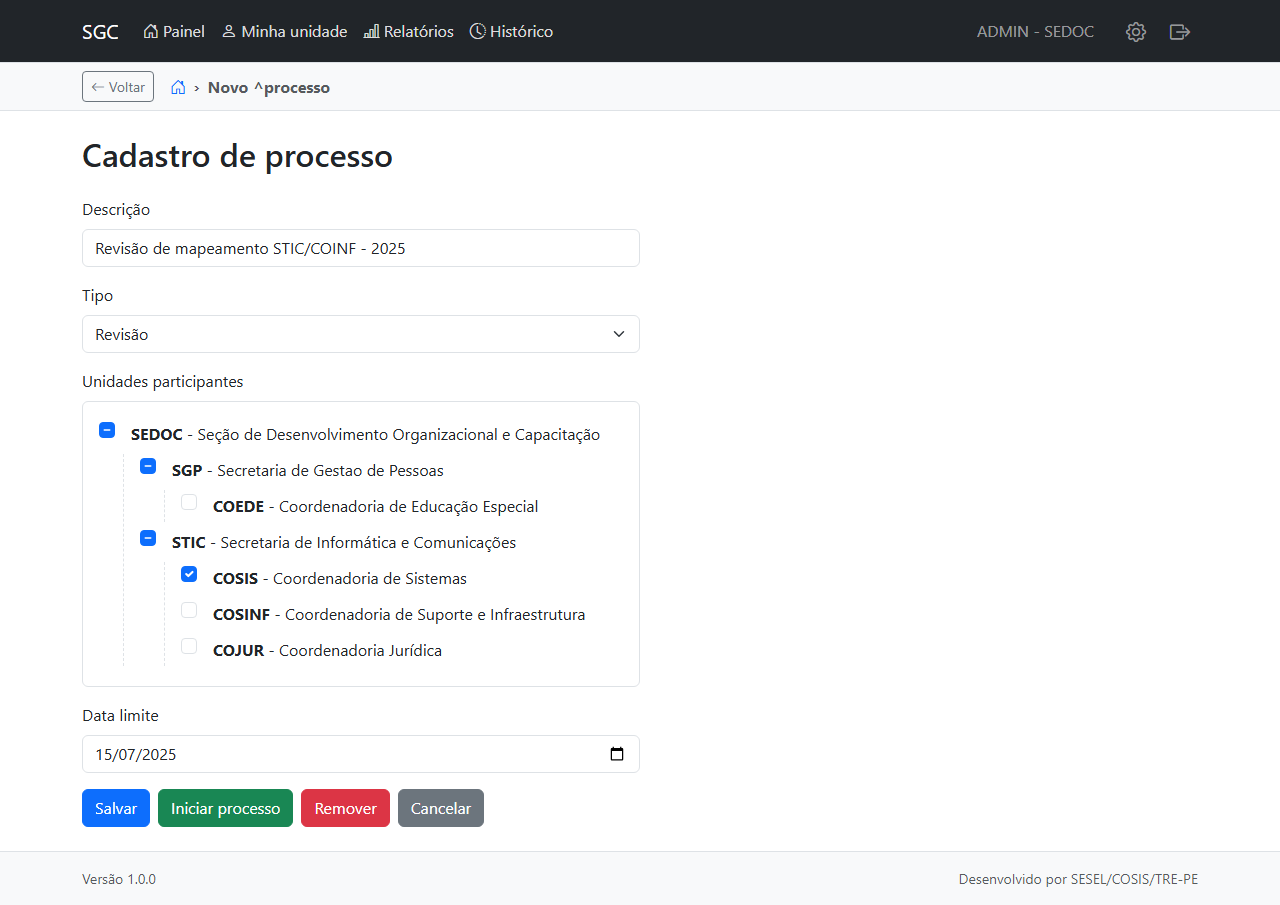 SGC Painel Minha unidade Relatórios Histórico ADMIN - SEDOC
← Voltar › Novo ^processo
Cadastro de processo
Descrição
Revisão de mapeamento STIC/COINF - 2025
Tipo
Revisão
Unidades participantes
SEDOC - Seção de Desenvolvimento Organizacional e Capacitação
SGP - Secretaria de Gestao de Pessoas
COEDE - Coordenadoria de Educação Especial
STIC - Secretaria de Informática e Comunicações
COSIS - Coordenadoria de Sistemas
COSINF - Coordenadoria de Suporte e Infraestrutura
COJUR - Coordenadoria Jurídica
Data limite
15/07/2025
Salvar Iniciar processo Remover Cancelar
Versão 1.0.0 Desenvolvido por SESEL/COSIS/TRE-PE